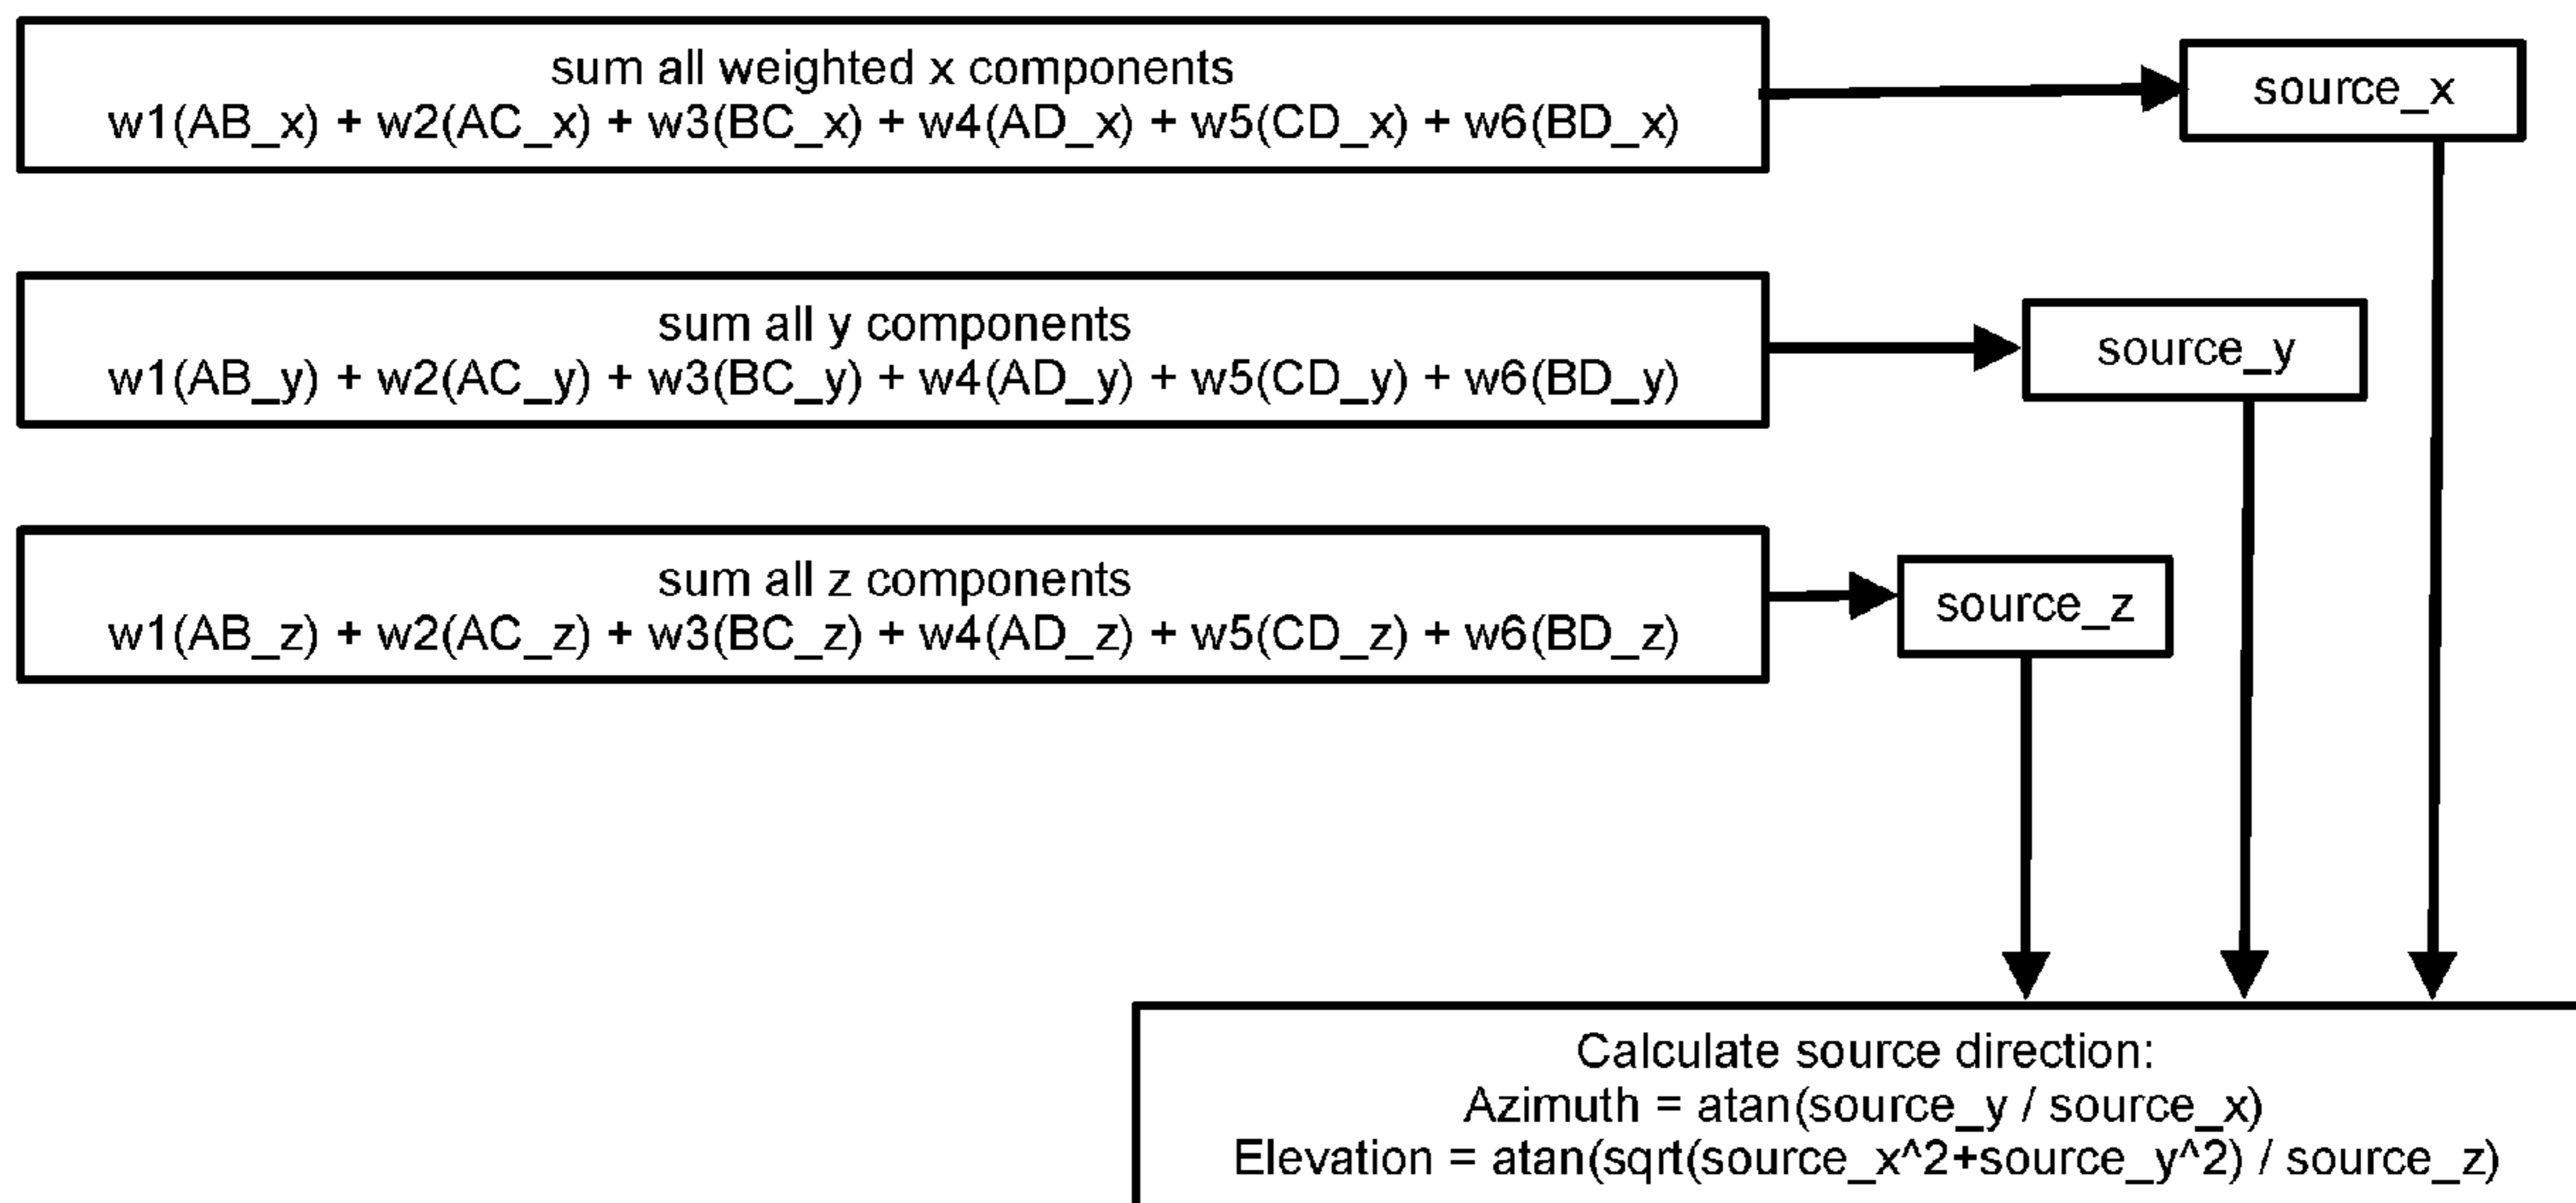 sum all weighted x components
w1(AB_x) + w2(AC_x) + w3(BC_x) + w4(AD_x) + w5(CD_x) + w6(BD_x)
source_x
sum all y components
w1(AB_y) + w2(AC_y) + w3(BC_y) + w4(AD_y) + w5(CD_y) + w6(BD_y)
source_y
sum all z components
w1(AB_z) + w2(AC_z) + w3(BC_z) + w4(AD_z) + w5(CD_z) + w6(BD_z)
source_z
Calculate source direction:
Azimuth = atan(source_y / source_x)
Elevation = atan(sqrt(source_x^2+source_y^2) / source_z)